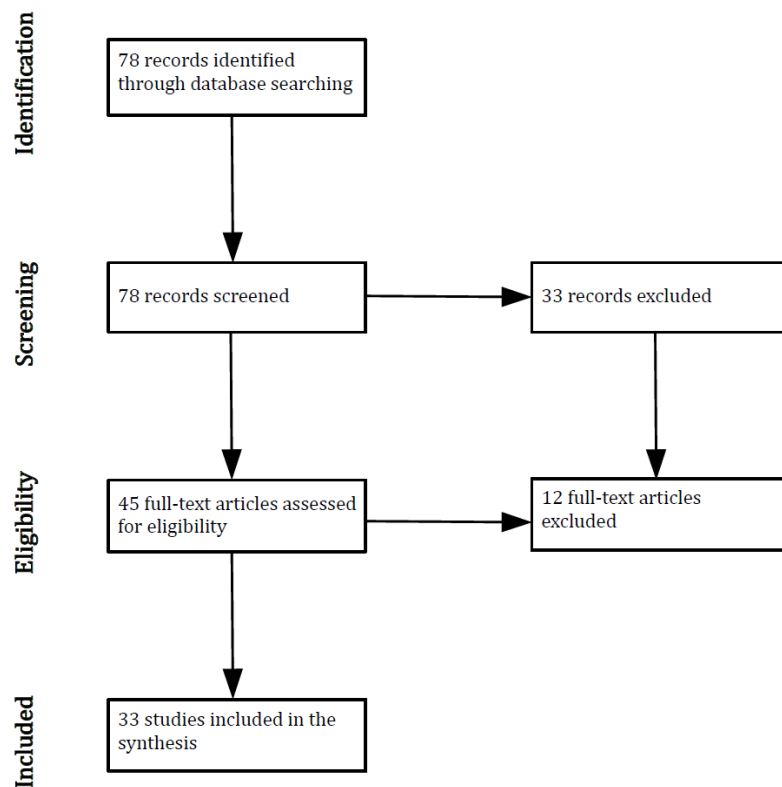 Identification
78 records identified
through database searching
Screening
78 records screened
33 records excluded
Eligibility
45 full-text articles assessed
for eligibility
12 full-text articles
excluded
Included
33 studies included in the
synthesis